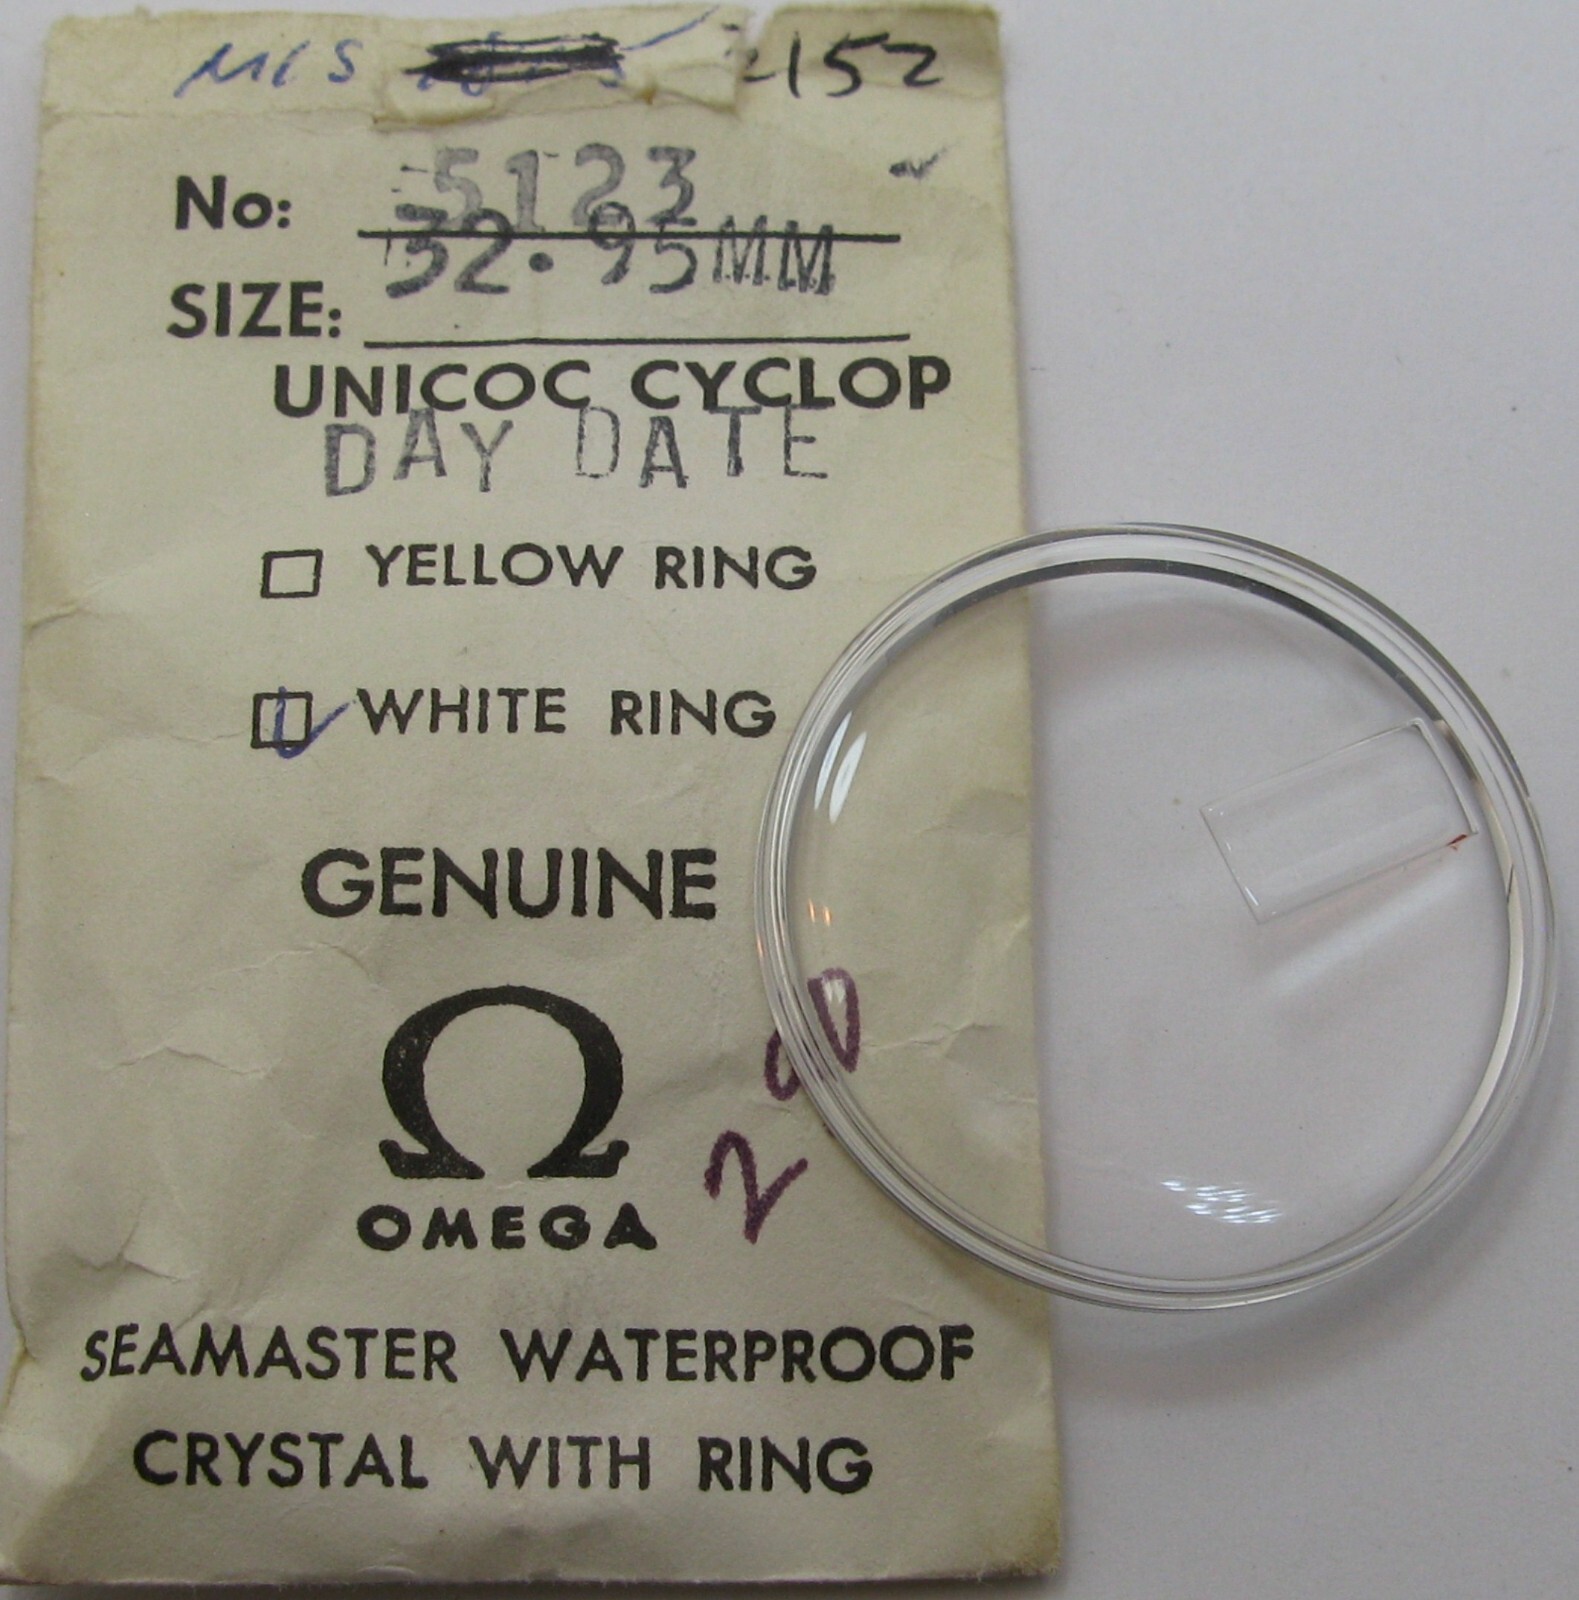 MIS 2152
No: 5123
SIZE: 32.95MM
UNICOC CYCLOP
DAY DATE
YELLOW RING
WHITE RING
GENUINE
Ω
OMEGA
SEAMASTER WATERPROOF
CRYSTAL WITH RING